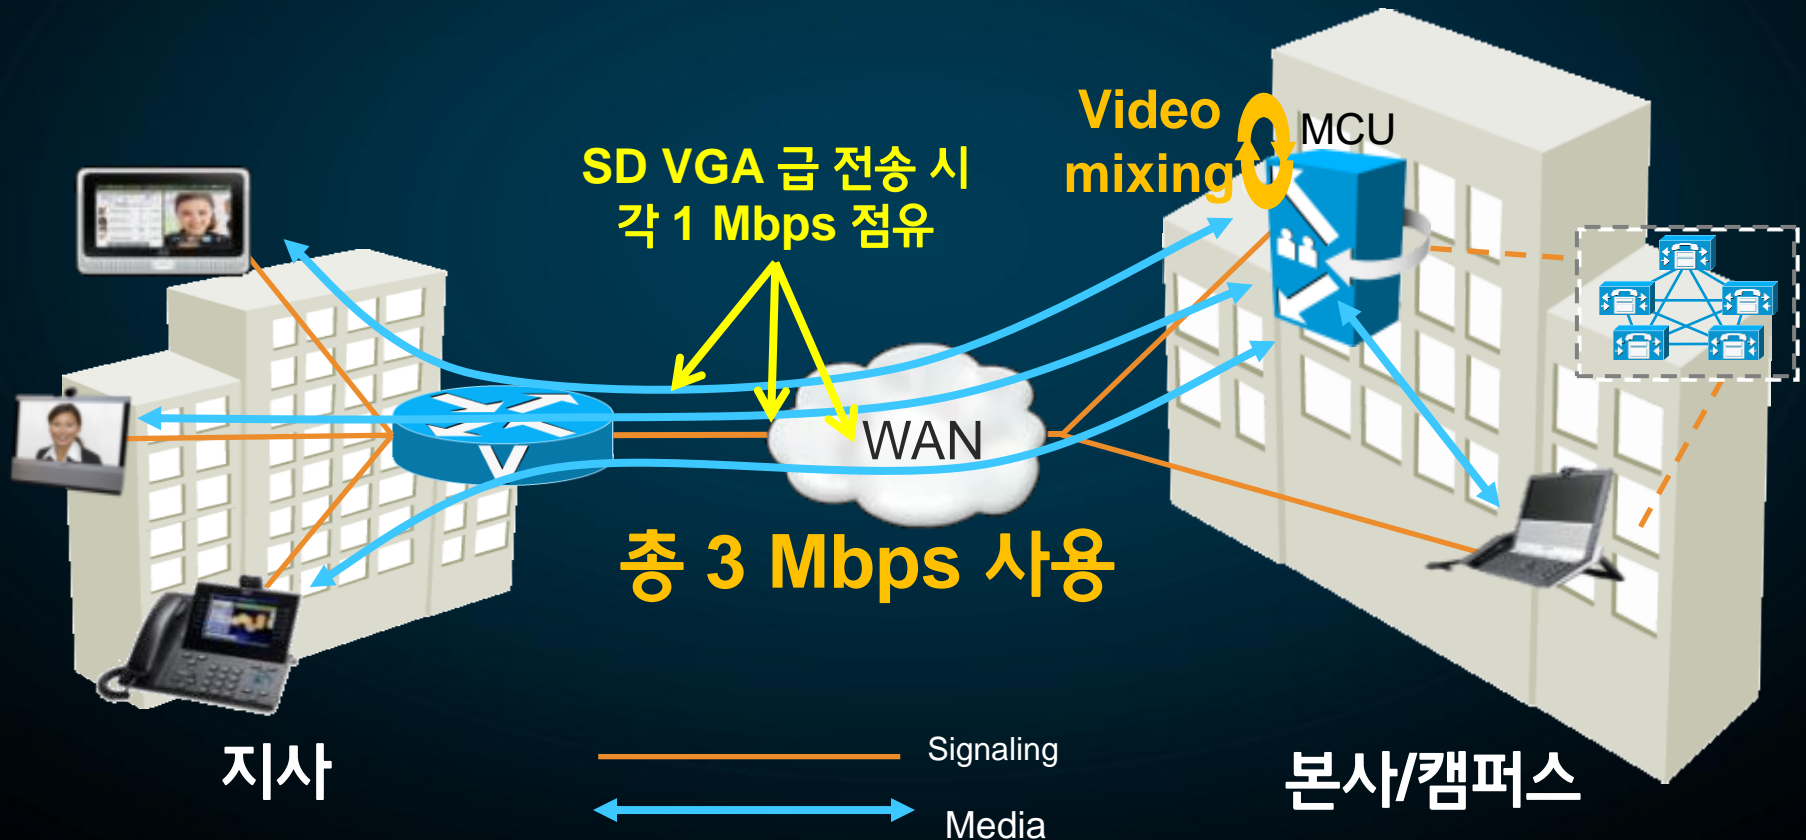 Video
mixing
MCU
SD VGA 급 전송 시
각 1 Mbps 점유
WAN
V
총 3 Mbps 사용
지사
본사/캠퍼스
Signaling
Media